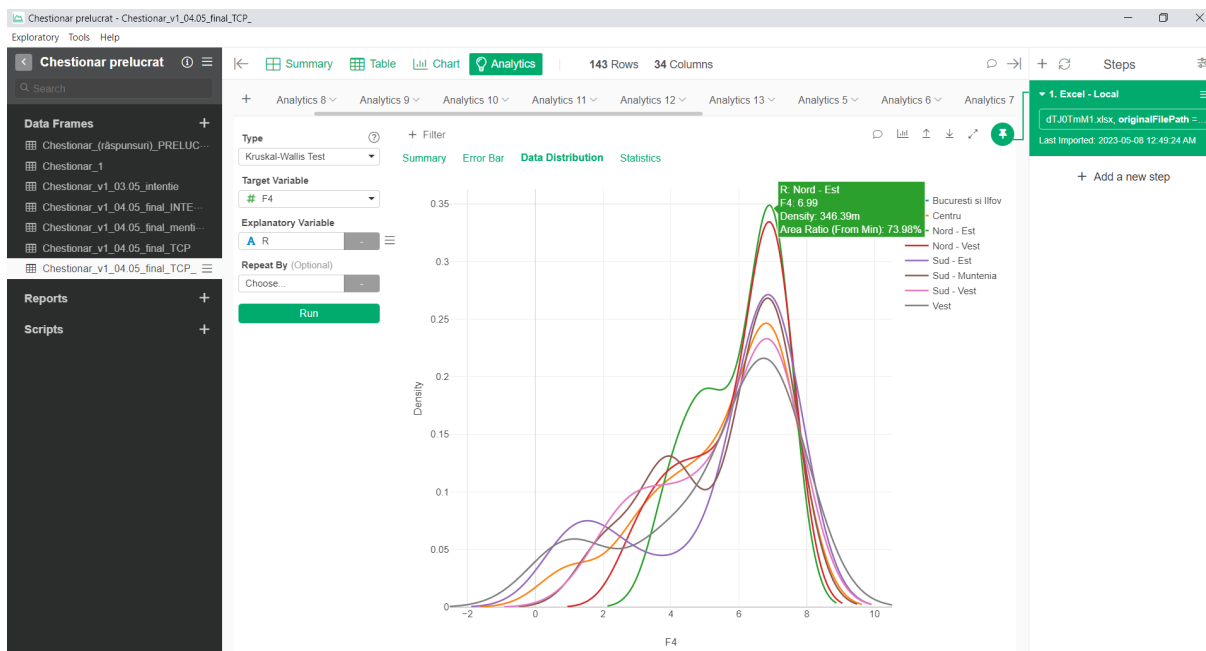 Chestionar prelucrat - Chestionar_v1_04.05_final_TCP_
Exploratory Tools Help
Chestionar prelucrat
Search
Data Frames
Chestionar_(răspunsuri)_PRELUC...
Chestionar_1
Chestionar_v1_03.05_intentie
Chestionar_v1_04.05_final_INTE...
Chestionar_v1_04.05_final_menti...
Chestionar_v1_04.05_final_TCP
Chestionar_v1_04.05_final_TCP_
Reports
Scripts
Summary Table Chart Analytics 143 Rows 34 Columns
Analytics 8 Analytics 9 Analytics 10 Analytics 11 Analytics 12 Analytics 13 Analytics 5 Analytics 6 Analytics 7
Type
Kruskal-Wallis Test
Target Variable
# F4
Explanatory Variable
A R
Repeat By (Optional)
Choose...
Run
+ Filter
Summary Error Bar Data Distribution Statistics
R: Nord - Est
F4: 6.99
Density: 346.39m
Area Ratio (From Min): 73.98%
Bucuresti si Ilfov
Centru
Nord - Est
Nord - Vest
Sud - Est
Sud - Muntenia
Sud - Vest
Vest
Density
0.35
0.3
0.25
0.2
0.15
0.1
0.05
0
−2 0 2 4 6 8 10
F4
Steps
1. Excel - Local
dTJ0TmM1.xlsx, originalFilePath =...
Last Imported: 2023-05-08 12:49:24 AM
+ Add a new step